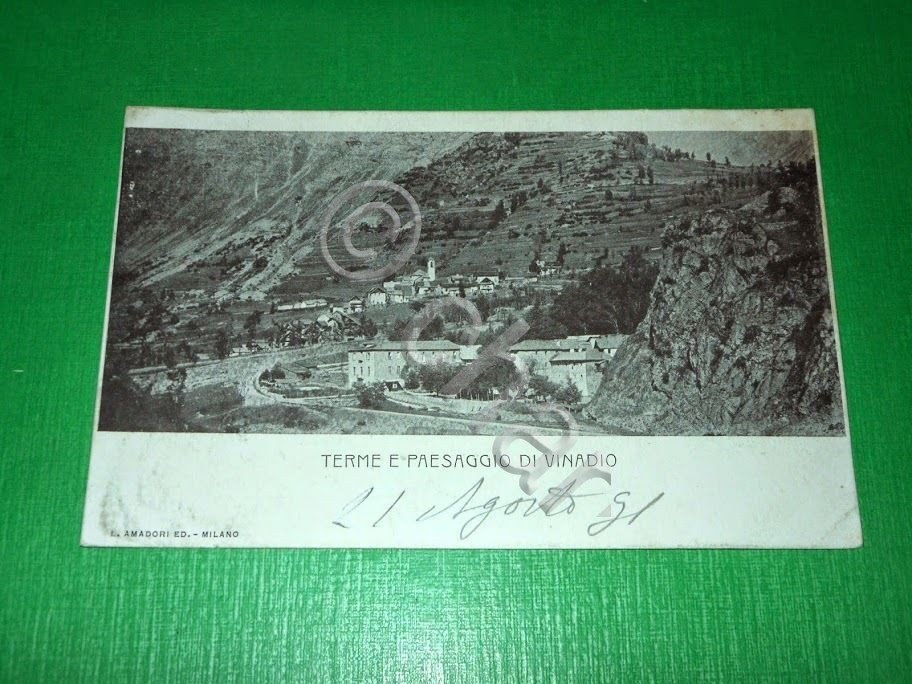 TERME E PAESAGGIO DI VINADIO
21 Agosto 91
L. AMADORI ED. - MILANO